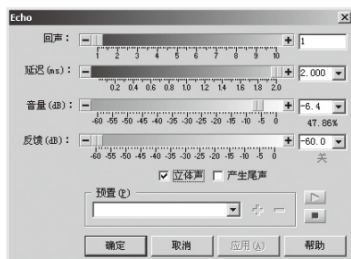 Echo
回声： 1
1 2 3 4 5 6 7 8 9 10
延迟(ms)： 2.000
0.2 0.4 0.6 0.8 1.0 1.2 1.4 1.6 1.8 2.0
音量(dB)： -6.4
-60 -55 -50 -45 -40 -35 -30 -25 -20 -15 -10 -5 0
47.86%
反馈(dB)： -60.0
-60 -55 -50 -45 -40 -35 -30 -25 -20 -15 -10 -5 0
关
立体声 产生尾声
预置(P)
确定 取消 应用(A) 帮助